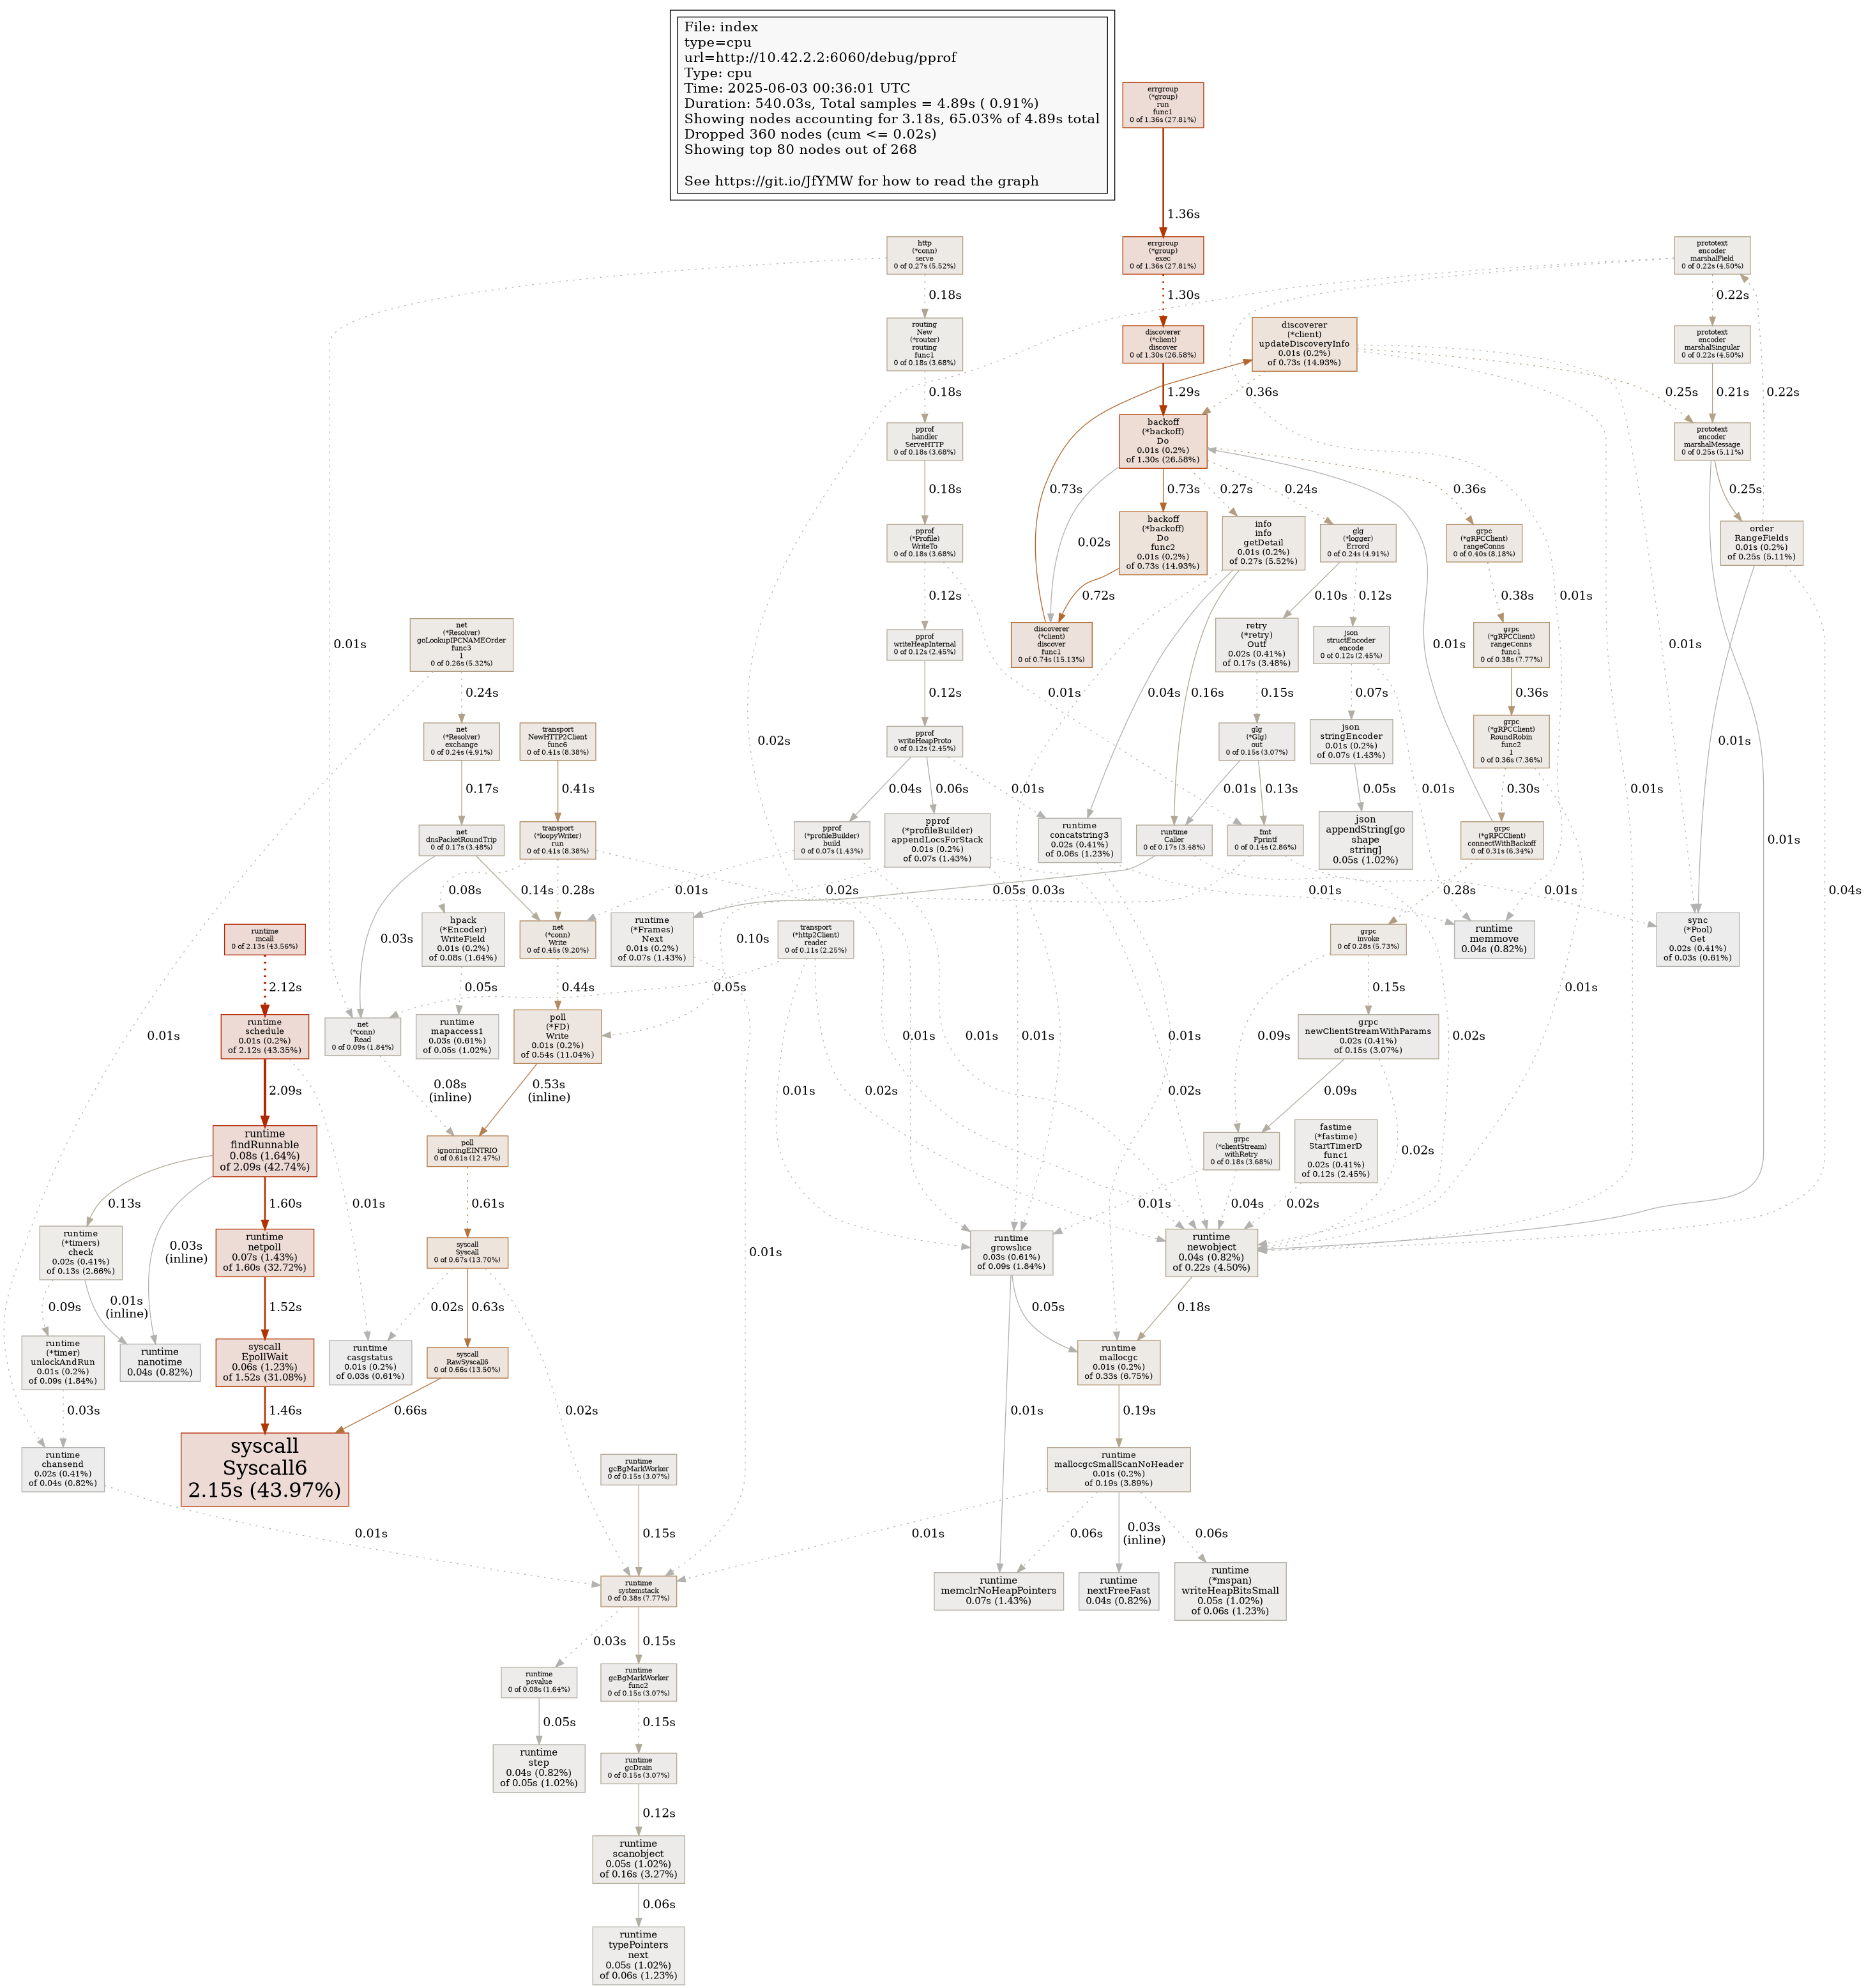 File: index
type=cpu
url=http://10.42.2.2:6060/debug/pprof
Type: cpu
Time: 2025-06-03 00:36:01 UTC
Duration: 540.03s, Total samples = 4.89s ( 0.91%)
Showing nodes accounting for 3.18s, 65.03% of 4.89s total
Dropped 360 nodes (cum <= 0.02s)
Showing top 80 nodes out of 268
See https://git.io/JfYMW for how to read the graph
errgroup
(*group)
run
func1
0 of 1.36s (27.81%)
1.36s
http
(*conn)
serve
0 of 0.27s (5.52%)
errgroup
(*group)
exec
0 of 1.36s (27.81%)
prototext
encoder
marshalField
0 of 0.22s (4.50%)
0.18s
1.30s
0.22s
routing
New
(*router)
routing
func1
0 of 0.18s (3.68%)
discoverer
(*client)
discover
0 of 1.30s (26.58%)
discoverer
(*client)
updateDiscoveryInfo
0.01s (0.2%)
of 0.73s (14.93%)
prototext
encoder
marshalSingular
0 of 0.22s (4.50%)
0.18s
1.29s
0.36s
0.25s
0.21s
0.22s
pprof
handler
ServeHTTP
0 of 0.18s (3.68%)
backoff
(*backoff)
Do
0.01s (0.2%)
of 1.30s (26.58%)
prototext
encoder
marshalMessage
0 of 0.25s (5.11%)
0.18s
0.73s
0.73s
0.27s
0.24s
0.36s
0.25s
pprof
(*Profile)
WriteTo
0 of 0.18s (3.68%)
0.02s
backoff
(*backoff)
Do
func2
0.01s (0.2%)
of 0.73s (14.93%)
info
info
getDetail
0.01s (0.2%)
of 0.27s (5.52%)
glg
(*logger)
Errord
0 of 0.24s (4.91%)
grpc
(*gRPCClient)
rangeConns
0 of 0.40s (8.18%)
order
RangeFields
0.01s (0.2%)
of 0.25s (5.11%)
0.12s
0.72s
0.10s
0.12s
0.38s
0.01s
net
(*Resolver)
goLookupIPCNAMEOrder
func3
1
0 of 0.26s (5.32%)
0.01s
pprof
writeHeapInternal
0 of 0.12s (2.45%)
discoverer
(*client)
discover
func1
0 of 0.74s (15.13%)
retry
(*retry)
Outf
0.02s (0.41%)
of 0.17s (3.48%)
json
structEncoder
encode
0 of 0.12s (2.45%)
0.01s
grpc
(*gRPCClient)
rangeConns
func1
0 of 0.38s (7.77%)
0.01s
0.24s
0.12s
0.01s
0.04s
0.16s
0.15s
0.07s
0.36s
net
(*Resolver)
exchange
0 of 0.24s (4.91%)
transport
NewHTTP2Client
func6
0 of 0.41s (8.38%)
0.02s
pprof
writeHeapProto
0 of 0.12s (2.45%)
glg
(*Glg)
out
0 of 0.15s (3.07%)
json
stringEncoder
0.01s (0.2%)
of 0.07s (1.43%)
grpc
(*gRPCClient)
RoundRobin
func2
1
0 of 0.36s (7.36%)
0.01s
0.17s
0.41s
0.04s
0.06s
0.01s
0.01s
0.13s
0.05s
0.01s
0.30s
0.01s
net
dnsPacketRoundTrip
0 of 0.17s (3.48%)
transport
(*loopyWriter)
run
0 of 0.41s (8.38%)
pprof
(*profileBuilder)
build
0 of 0.07s (1.43%)
pprof
(*profileBuilder)
appendLocsForStack
0.01s (0.2%)
of 0.07s (1.43%)
runtime
concatstring3
0.02s (0.41%)
of 0.06s (1.23%)
runtime
Caller
0 of 0.17s (3.48%)
fmt
Fprintf
0 of 0.14s (2.86%)
json
appendString[go
shape
string]
0.05s (1.02%)
grpc
(*gRPCClient)
connectWithBackoff
0 of 0.31s (6.34%)
0.01s
0.08s
0.14s
0.28s
0.01s
0.02s
0.05s
0.03s
0.01s
0.28s
0.01s
0.04s
runtime
mcall
0 of 2.13s (43.56%)
0.03s
hpack
(*Encoder)
WriteField
0.01s (0.2%)
of 0.08s (1.64%)
net
(*conn)
Write
0 of 0.45s (9.20%)
runtime
(*Frames)
Next
0.01s (0.2%)
of 0.07s (1.43%)
0.10s
transport
(*http2Client)
reader
0 of 0.11s (2.25%)
grpc
invoke
0 of 0.28s (5.73%)
runtime
memmove
0.04s (0.82%)
sync
(*Pool)
Get
0.02s (0.41%)
of 0.03s (0.61%)
2.12s
0.05s
0.44s
0.05s
0.01s
0.15s
runtime
schedule
0.01s (0.2%)
of 2.12s (43.35%)
net
(*conn)
Read
0 of 0.09s (1.84%)
runtime
mapaccess1
0.03s (0.61%)
of 0.05s (1.02%)
poll
(*FD)
Write
0.01s (0.2%)
of 0.54s (11.04%)
0.01s
0.01s
0.01s
0.01s
0.09s
grpc
newClientStreamWithParams
0.02s (0.41%)
of 0.15s (3.07%)
0.02s
0.01s
2.09s
0.08s
(inline)
0.53s
(inline)
0.01s
0.02s
0.02s
0.09s
runtime
findRunnable
0.08s (1.64%)
of 2.09s (42.74%)
poll
ignoringEINTRIO
0 of 0.61s (12.47%)
grpc
(*clientStream)
withRetry
0 of 0.18s (3.68%)
fastime
(*fastime)
StartTimerD
func1
0.02s (0.41%)
of 0.12s (2.45%)
0.02s
0.13s
1.60s
0.01s
0.61s
0.01s
0.04s
0.02s
runtime
(*timers)
check
0.02s (0.41%)
of 0.13s (2.66%)
0.03s
(inline)
runtime
netpoll
0.07s (1.43%)
of 1.60s (32.72%)
syscall
Syscall
0 of 0.67s (13.70%)
0.01s
runtime
growslice
0.03s (0.61%)
of 0.09s (1.84%)
runtime
newobject
0.04s (0.82%)
of 0.22s (4.50%)
0.09s
0.01s
(inline)
1.52s
0.02s
0.63s
0.05s
0.18s
runtime
(*timer)
unlockAndRun
0.01s (0.2%)
of 0.09s (1.84%)
runtime
nanotime
0.04s (0.82%)
syscall
EpollWait
0.06s (1.23%)
of 1.52s (31.08%)
runtime
casgstatus
0.01s (0.2%)
of 0.03s (0.61%)
syscall
RawSyscall6
0 of 0.66s (13.50%)
runtime
mallocgc
0.01s (0.2%)
of 0.33s (6.75%)
0.03s
1.46s
0.66s
0.02s
0.01s
0.19s
runtime
chansend
0.02s (0.41%)
of 0.04s (0.82%)
syscall
Syscall6
2.15s (43.97%)
runtime
gcBgMarkWorker
0 of 0.15s (3.07%)
runtime
mallocgcSmallScanNoHeader
0.01s (0.2%)
of 0.19s (3.89%)
0.01s
0.15s
0.01s
0.06s
0.03s
(inline)
0.06s
runtime
systemstack
0 of 0.38s (7.77%)
runtime
memclrNoHeapPointers
0.07s (1.43%)
runtime
nextFreeFast
0.04s (0.82%)
runtime
(*mspan)
writeHeapBitsSmall
0.05s (1.02%)
of 0.06s (1.23%)
0.03s
0.15s
runtime
pcvalue
0 of 0.08s (1.64%)
runtime
gcBgMarkWorker
func2
0 of 0.15s (3.07%)
0.05s
0.15s
runtime
step
0.04s (0.82%)
of 0.05s (1.02%)
runtime
gcDrain
0 of 0.15s (3.07%)
0.12s
runtime
scanobject
0.05s (1.02%)
of 0.16s (3.27%)
0.06s
runtime
typePointers
next
0.05s (1.02%)
of 0.06s (1.23%)